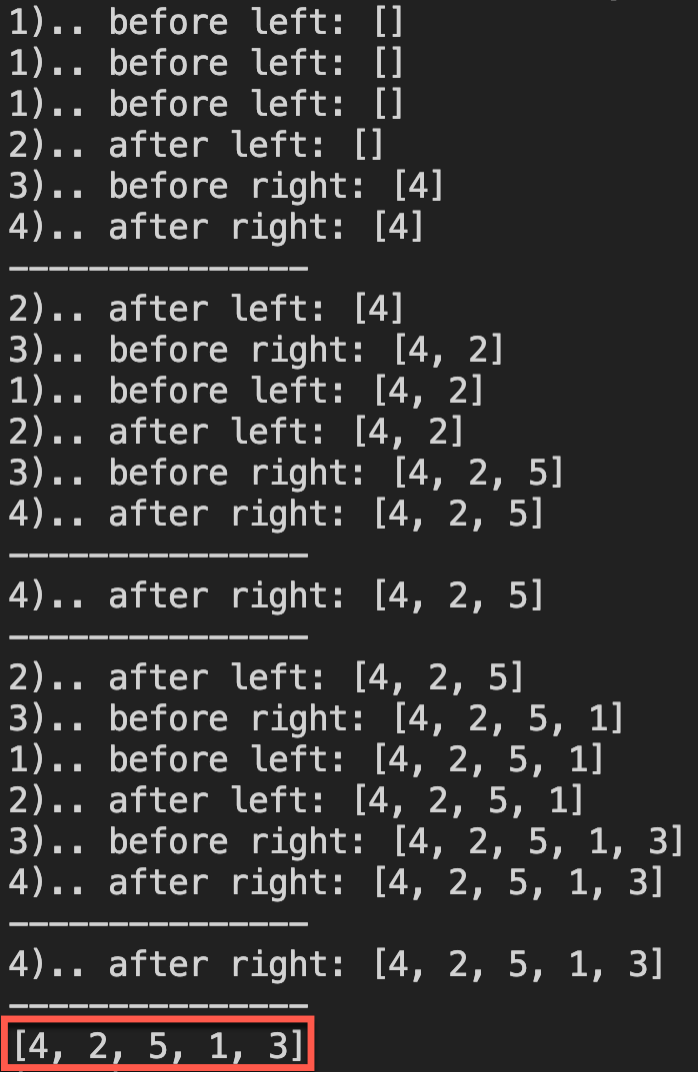 1).. before left: []
1).. before left: []
1).. before left: []
2).. after left: []
3).. before right: [4]
4).. after right: [4]
---------------
2).. after left: [4]
3).. before right: [4, 2]
1).. before left: [4, 2]
2).. after left: [4, 2]
3).. before right: [4, 2, 5]
4).. after right: [4, 2, 5]
---------------
4).. after right: [4, 2, 5]
---------------
2).. after left: [4, 2, 5]
3).. before right: [4, 2, 5, 1]
1).. before left: [4, 2, 5, 1]
2).. after left: [4, 2, 5, 1]
3).. before right: [4, 2, 5, 1, 3]
4).. after right: [4, 2, 5, 1, 3]
---------------
4).. after right: [4, 2, 5, 1, 3]
---------------
[4, 2, 5, 1, 3]